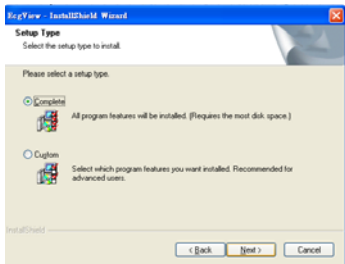 EcgView - InstallShield Wizard
Setup Type
Select the setup type to install.
Please select a setup type.
Complete
All program features will be installed. (Requires the most disk space.)
Custom
Select which program features you want installed. Recommended for
advanced users.
InstallShield
< Back
Next >
Cancel